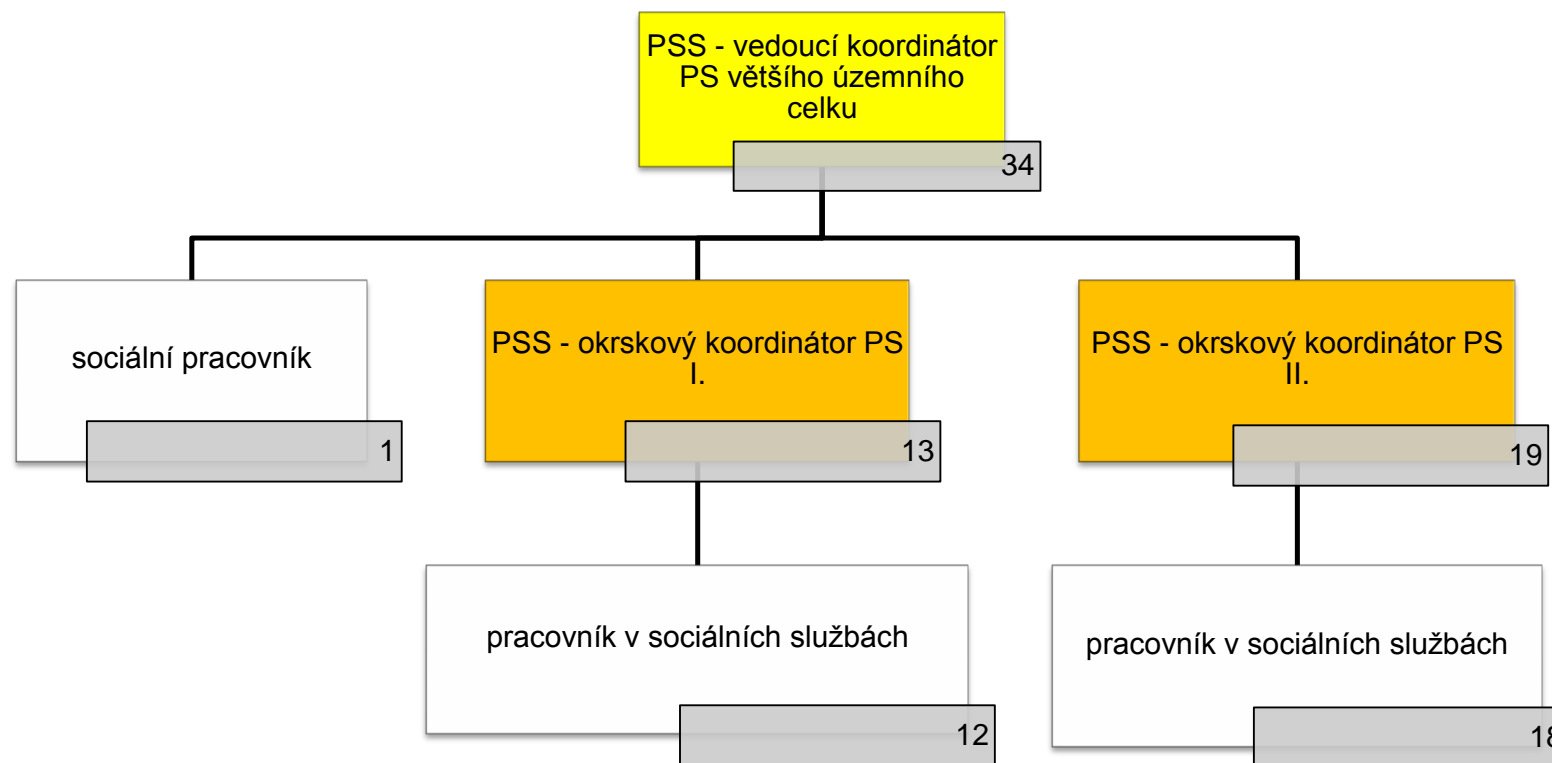 PSS - vedoucí koordinátor
PS většího územního
celku
34
sociální pracovník
1
PSS - okrskový koordinátor PS
I.
13
PSS - okrskový koordinátor PS
II.
19
pracovník v sociálních službách
12
pracovník v sociálních službách
18